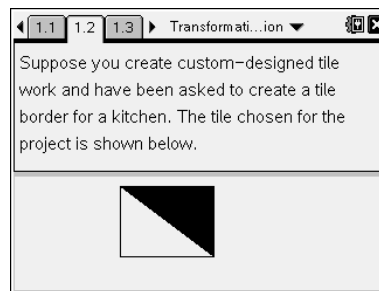 1.1 1.2 1.3 Transformati...ion
Suppose you create custom-designed tile
work and have been asked to create a tile
border for a kitchen. The tile chosen for the
project is shown below.